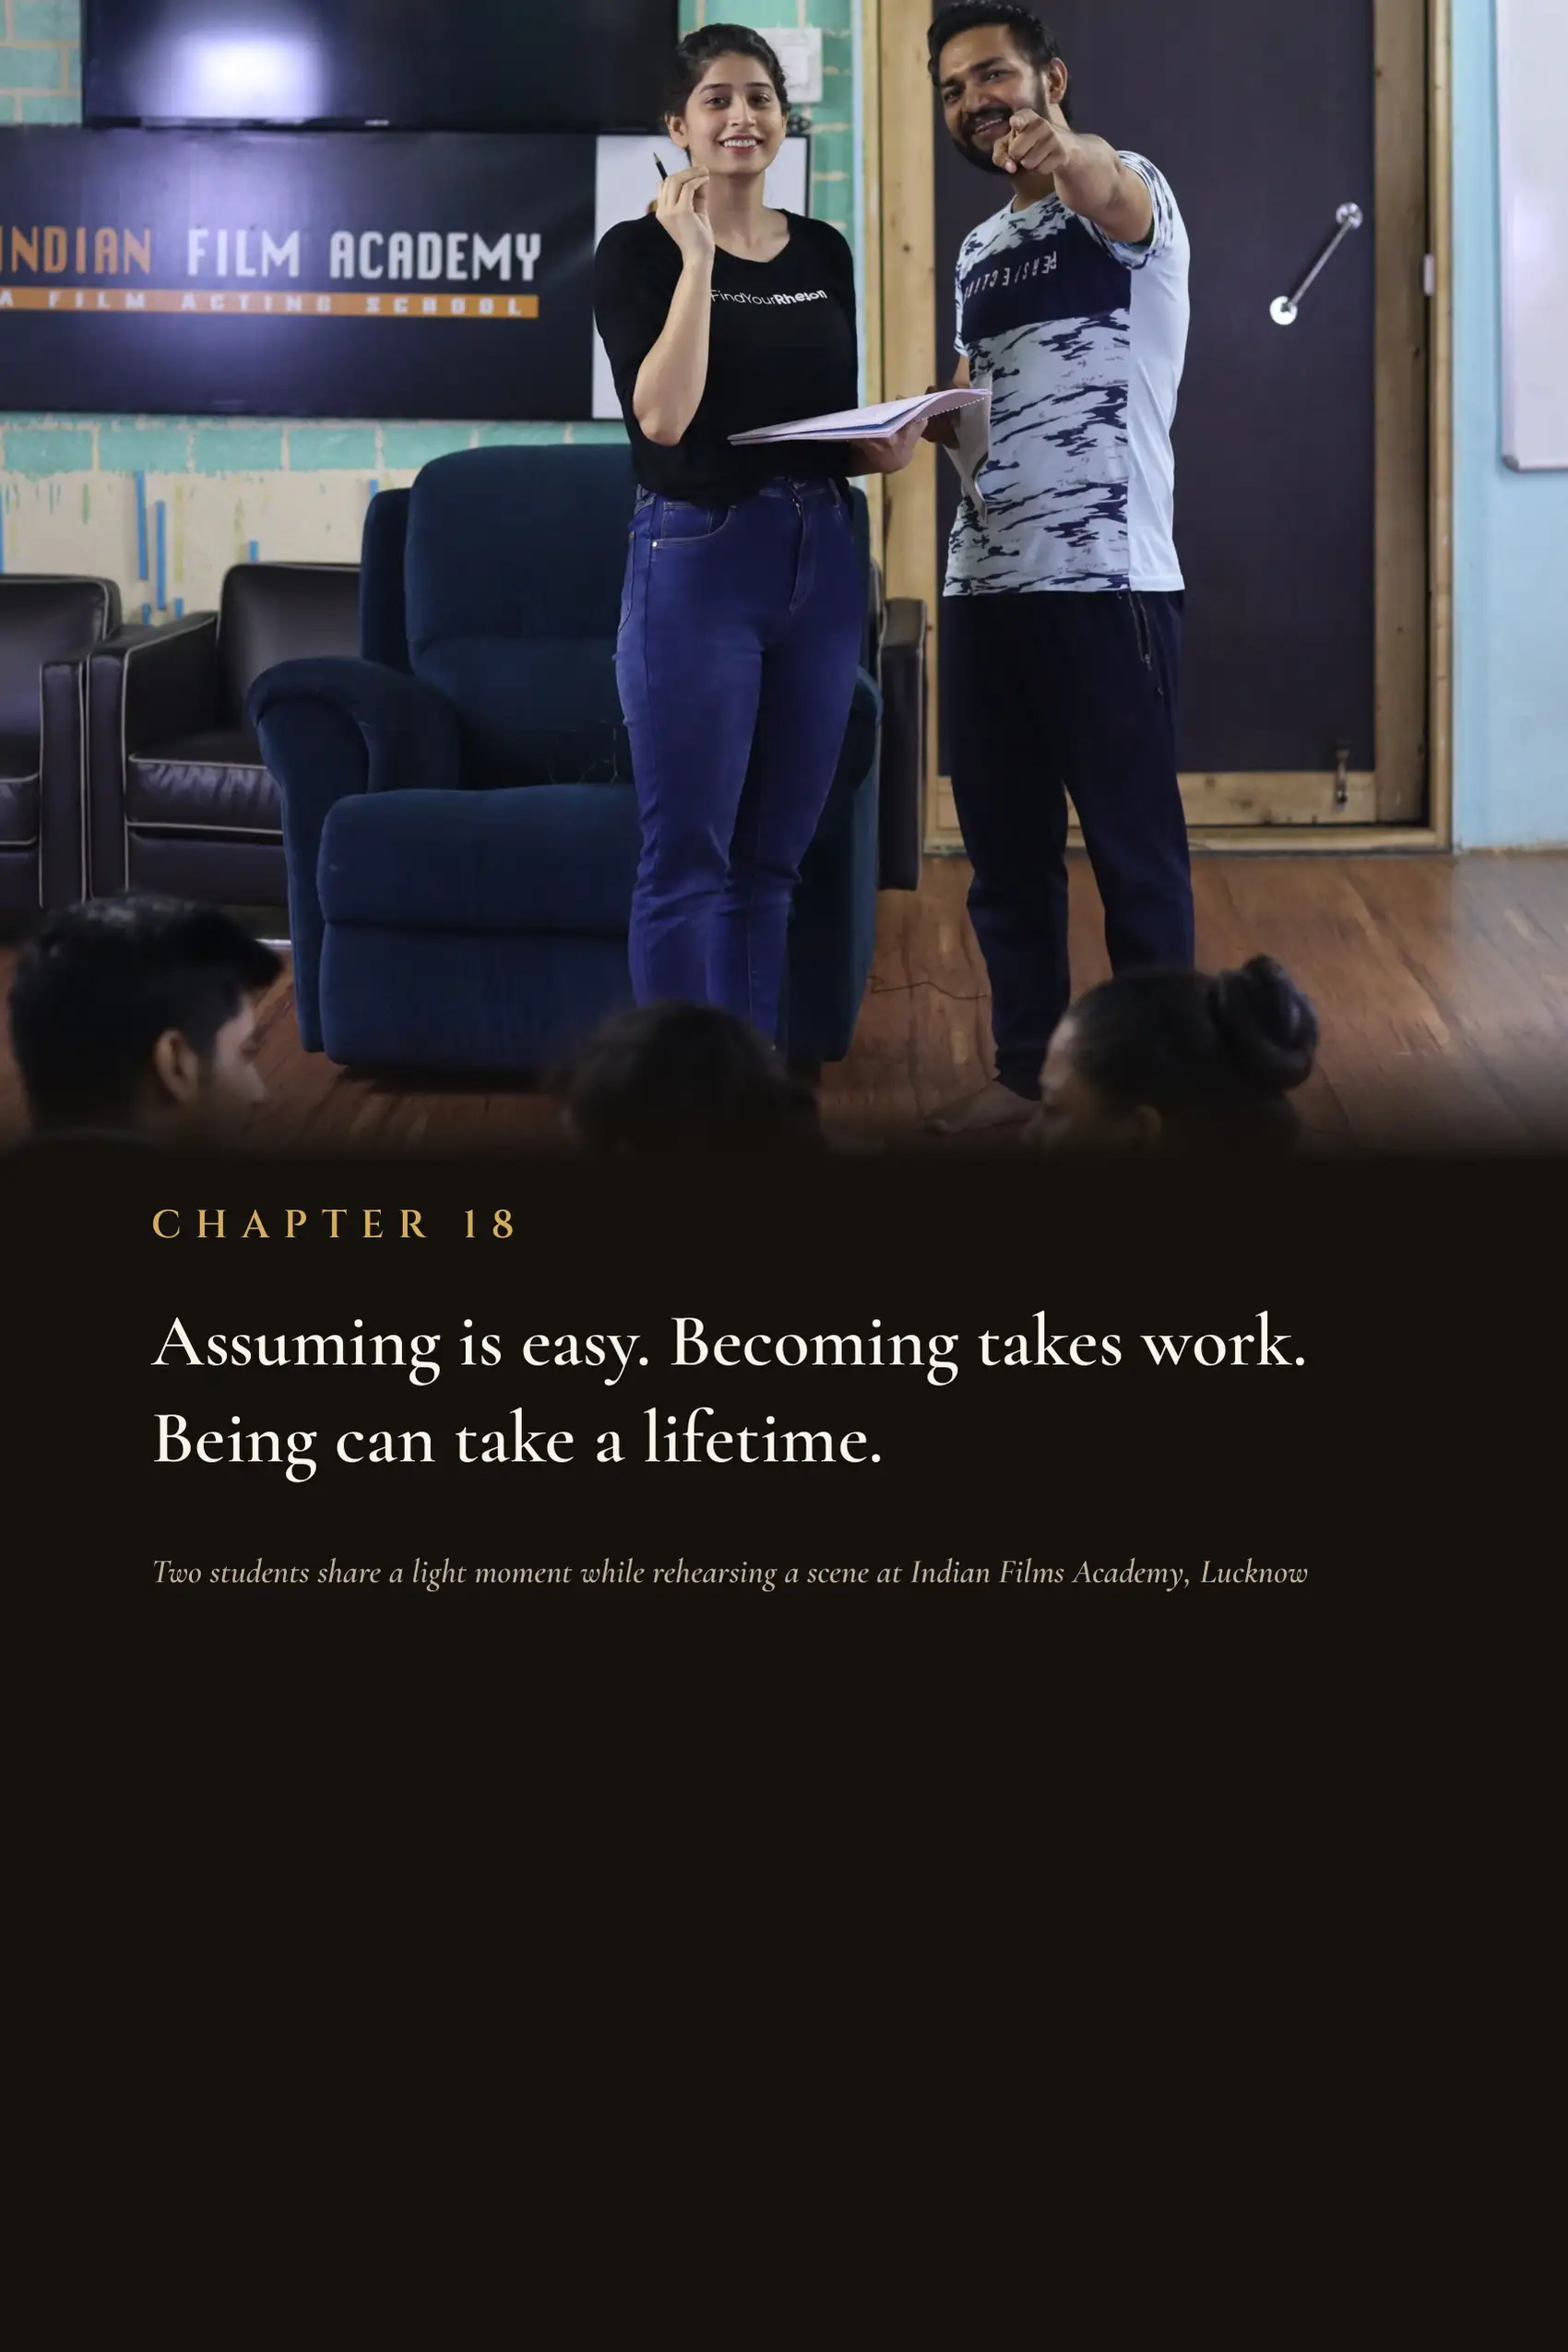 INDIAN FILM ACADEMY
A FILM ACTING SCHOOL
FindYourRheson
CHAPTER 18
Assuming is easy. Becoming takes work.
Being can take a lifetime.
Two students share a light moment while rehearsing a scene at Indian Films Academy, Lucknow